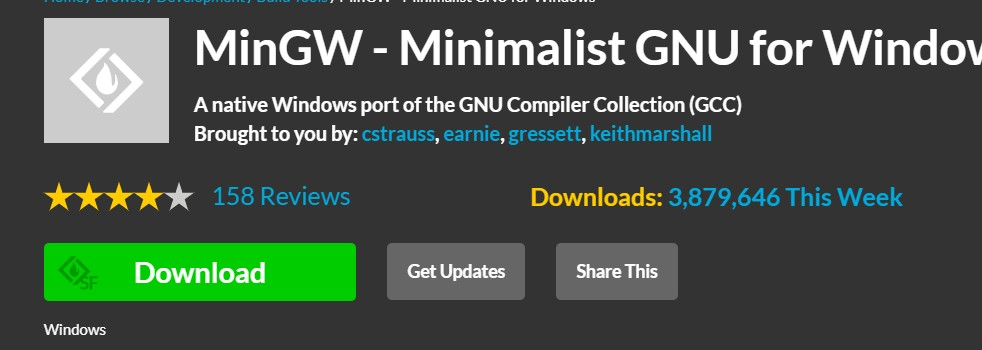 Home / Browse / Development / Build Tools / MinGW - Minimalist GNU for Windows
MinGW - Minimalist GNU for Window
A native Windows port of the GNU Compiler Collection (GCC)
Brought to you by: cstrauss, earnie, gressett, keithmarshall
158 Reviews
Downloads: 3,879,646 This Week
SF
Download
Get Updates
Share This
Windows